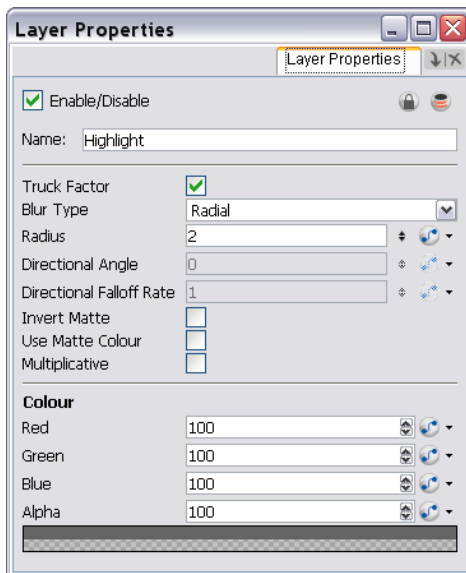 Layer Properties
Layer Properties
Enable/Disable
Name: Highlight
Truck Factor
Blur Type Radial
Radius 2
Directional Angle 0
Directional Falloff Rate 1
Invert Matte
Use Matte Colour
Multiplicative
Colour
Red 100
Green 100
Blue 100
Alpha 100